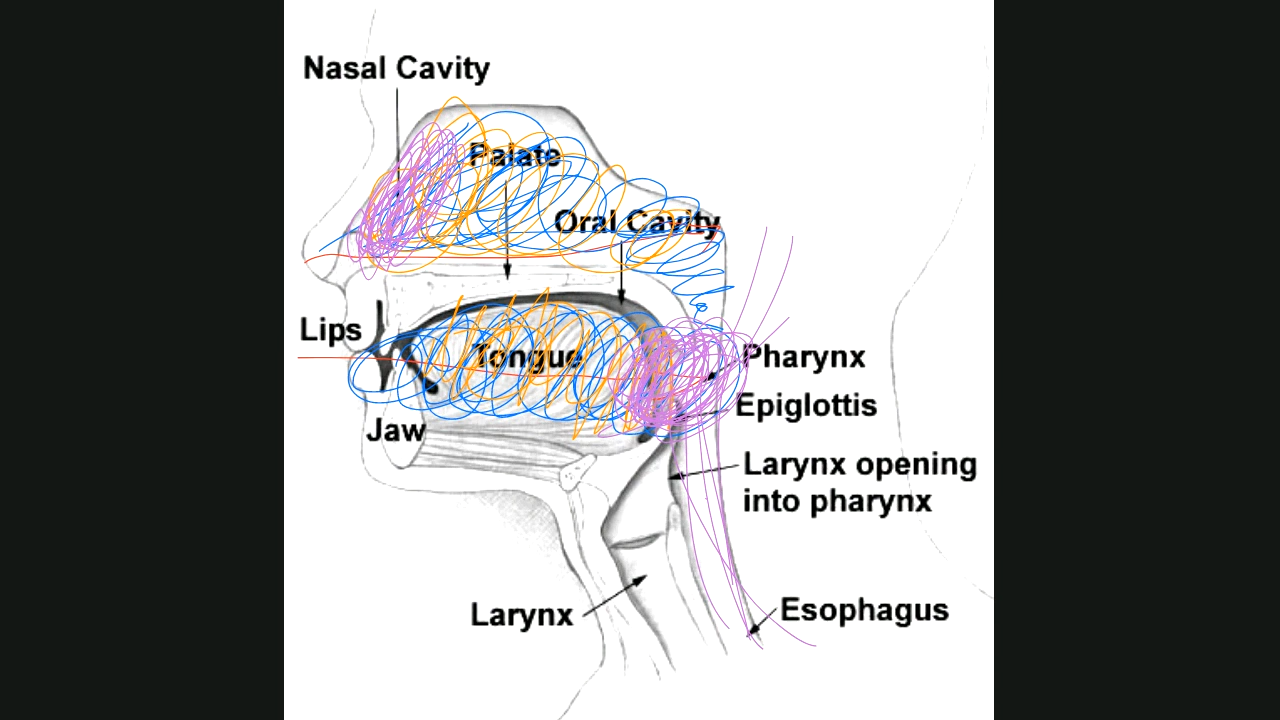 Nasal Cavity
Palate
Oral Cavity
Lips
Tongue
Pharynx
Epiglottis
Jaw
Larynx opening
into pharynx
Larynx
Esophagus